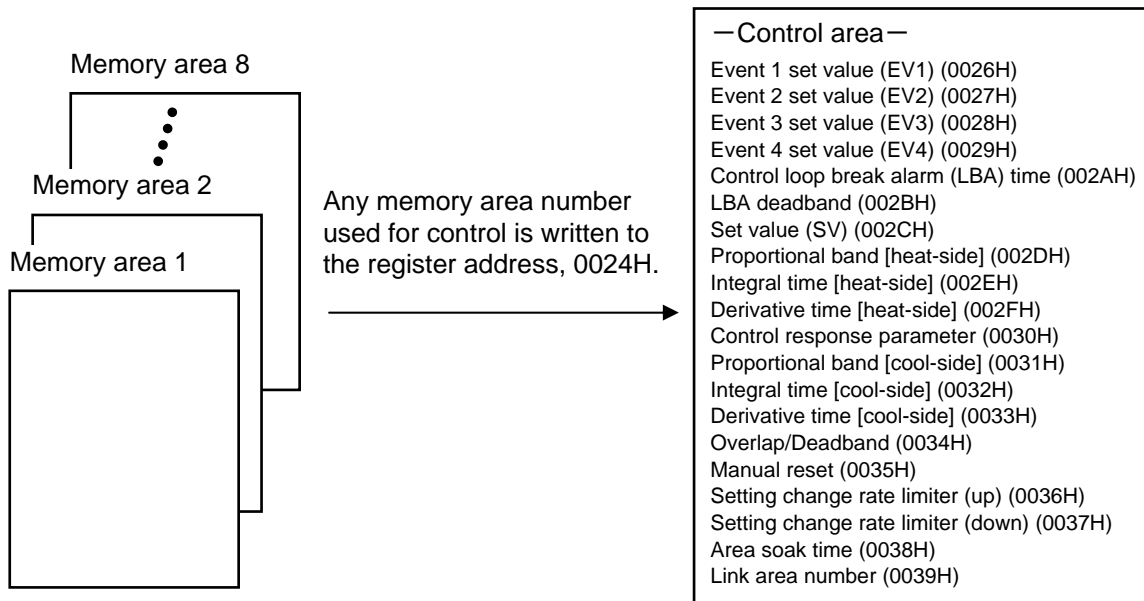 Memory area 8
Memory area 2
Memory area 1
Any memory area number
used for control is written to
the register address, 0024H.
－Control area－
Event 1 set value (EV1) (0026H)
Event 2 set value (EV2) (0027H)
Event 3 set value (EV3) (0028H)
Event 4 set value (EV4) (0029H)
Control loop break alarm (LBA) time (002AH)
LBA deadband (002BH)
Set value (SV) (002CH)
Proportional band [heat-side] (002DH)
Integral time [heat-side] (002EH)
Derivative time [heat-side] (002FH)
Control response parameter (0030H)
Proportional band [cool-side] (0031H)
Integral time [cool-side] (0032H)
Derivative time [cool-side] (0033H)
Overlap/Deadband (0034H)
Manual reset (0035H)
Setting change rate limiter (up) (0036H)
Setting change rate limiter (down) (0037H)
Area soak time (0038H)
Link area number (0039H)